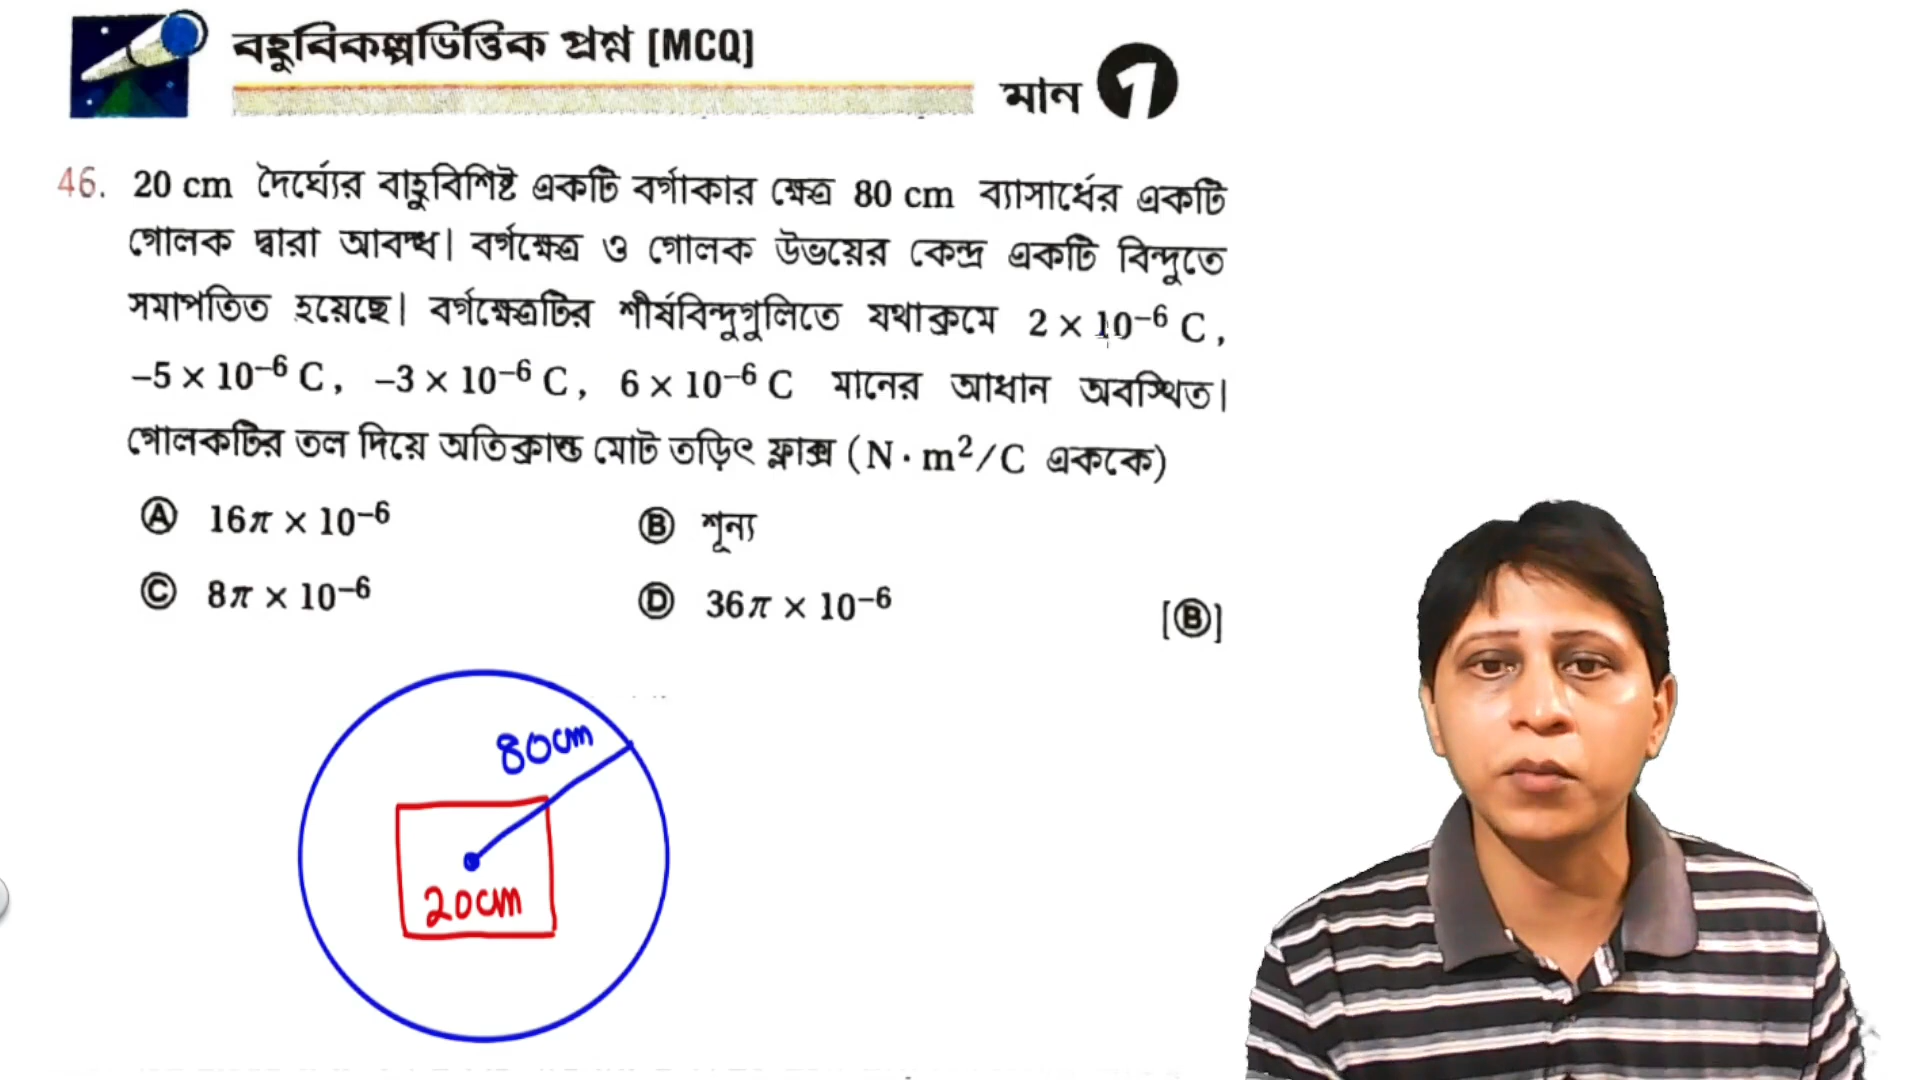 বহুবিকল্পভিত্তিক প্রশ্ন [MCQ]
মান 1
46. 20 cm দৈর্ঘ্যের বাহুবিশিষ্ট একটি বর্গাকার ক্ষেত্র 80 cm ব্যাসার্ধের একটি
গোলক দ্বারা আবদ্ধ। বর্গক্ষেত্র ও গোলক উভয়ের কেন্দ্র একটি বিন্দুতে
সমাপতিত হয়েছে। বর্গক্ষেত্রটির শীর্ষবিন্দুগুলিতে যথাক্রমে 2 × 10⁻⁶ C,
−5 × 10⁻⁶ C, −3 × 10⁻⁶ C, 6 × 10⁻⁶ C মানের আধান অবস্থিত।
গোলকটির তল দিয়ে অতিক্রান্ত মোট তড়িৎ ফ্লাক্স (N · m²/C এককে)
Ⓐ 16π × 10⁻⁶ Ⓑ শূন্য
Ⓒ 8π × 10⁻⁶ Ⓓ 36π × 10⁻⁶ [Ⓑ]
80cm
20cm